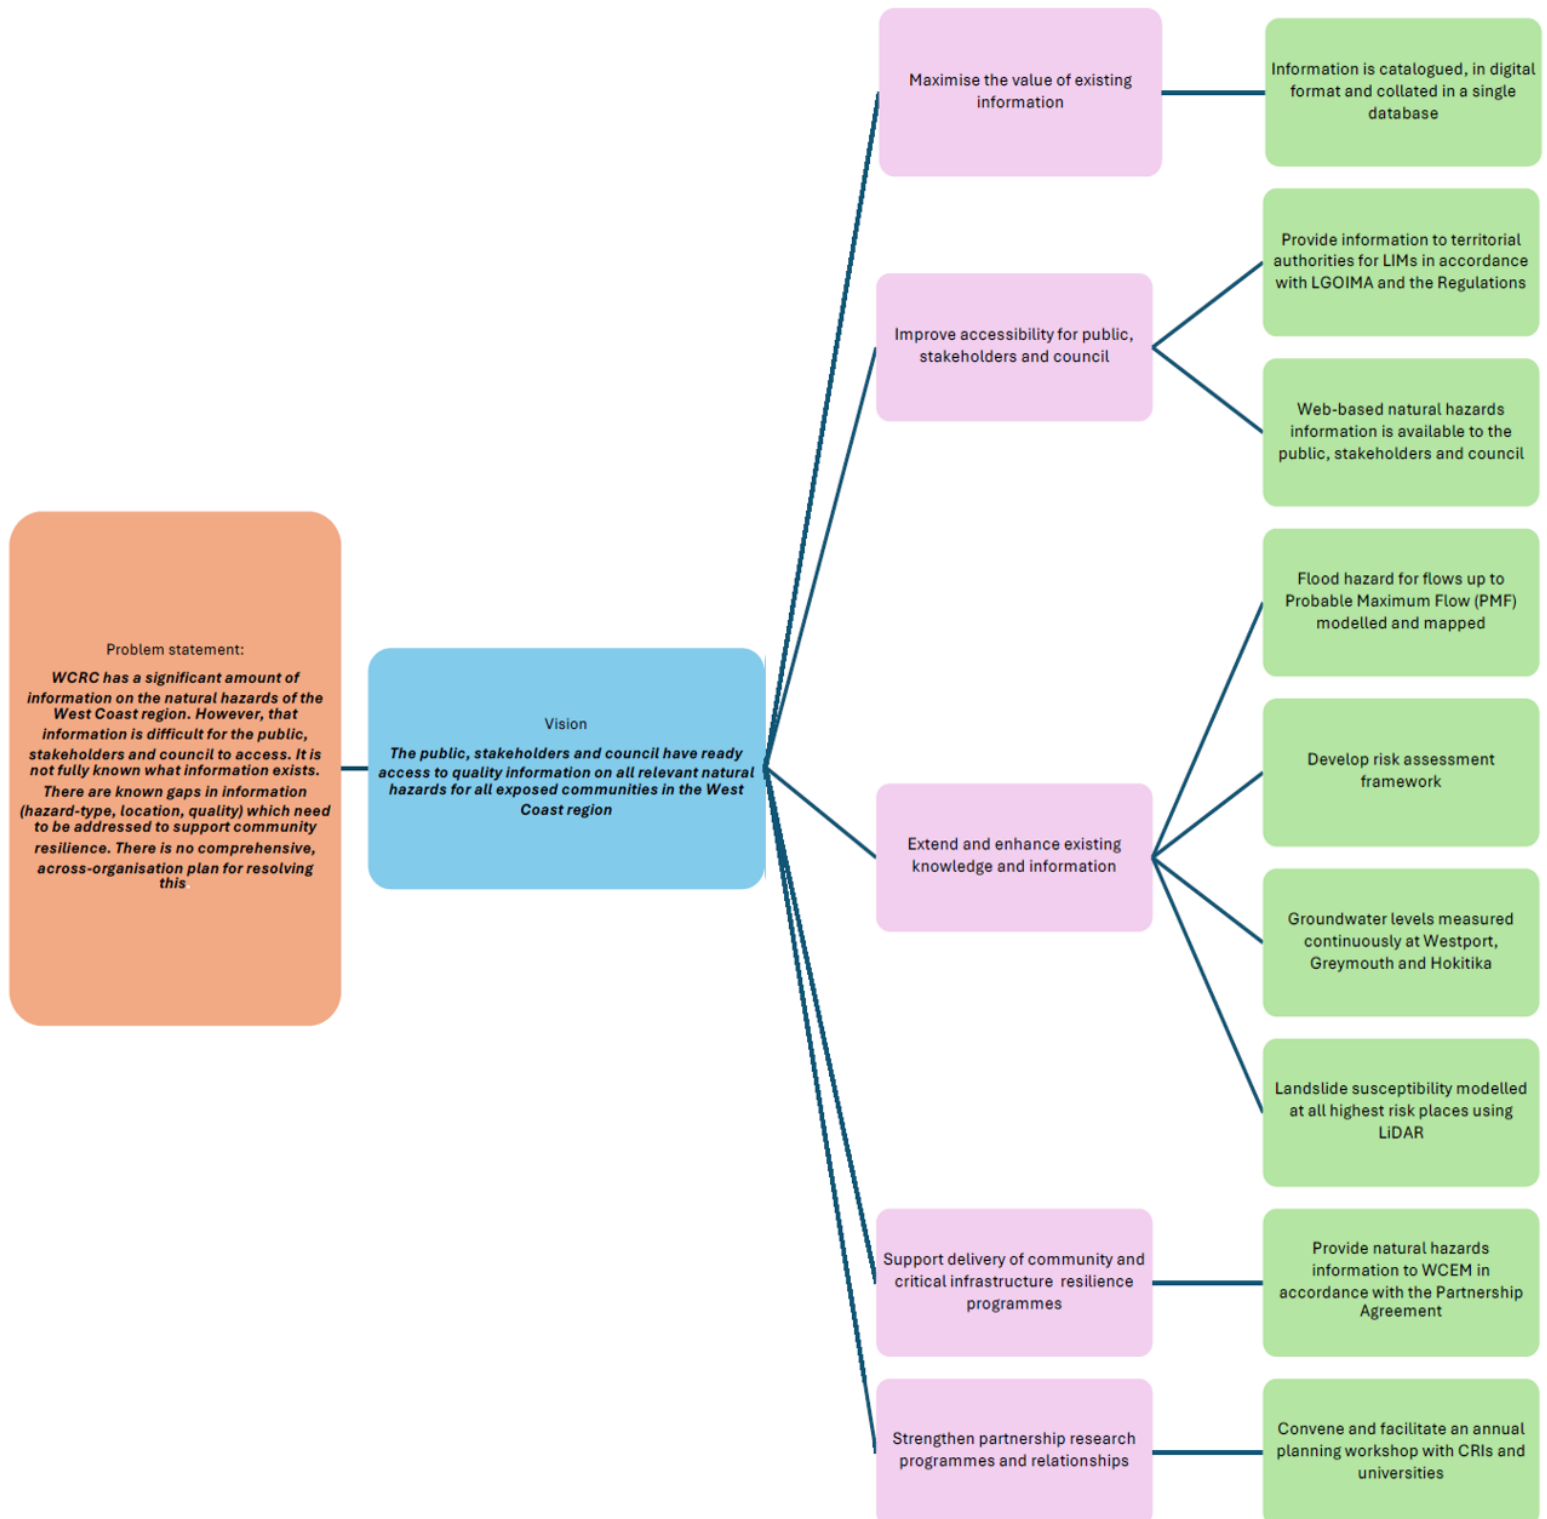 Problem statement:
WCRC has a significant amount of
information on the natural hazards of the
West Coast region. However, that
information is difficult for the public,
stakeholders and council to access. It is
not fully known what information exists.
There are known gaps in information
(hazard-type, location, quality) which need
to be addressed to support community
resilience. There is no comprehensive,
across-organisation plan for resolving
this.
Vision
The public, stakeholders and council have ready
access to quality information on all relevant natural
hazards for all exposed communities in the West
Coast region
Maximise the value of existing
information
Information is catalogued, in digital
format and collated in a single
database
Improve accessibility for public,
stakeholders and council
Provide information to territorial
authorities for LIMs in accordance
with LGOIMA and the Regulations
Web-based natural hazards
information is available to the
public, stakeholders and council
Extend and enhance existing
knowledge and information
Flood hazard for flows up to
Probable Maximum Flow (PMF)
modelled and mapped
Develop risk assessment
framework
Groundwater levels measured
continuously at Westport,
Greymouth and Hokitika
Landslide susceptibility modelled
at all highest risk places using
LiDAR
Support delivery of community and
critical infrastructure resilience
programmes
Provide natural hazards
information to WCEM in
accordance with the Partnership
Agreement
Strengthen partnership research
programmes and relationships
Convene and facilitate an annual
planning workshop with CRIs and
universities